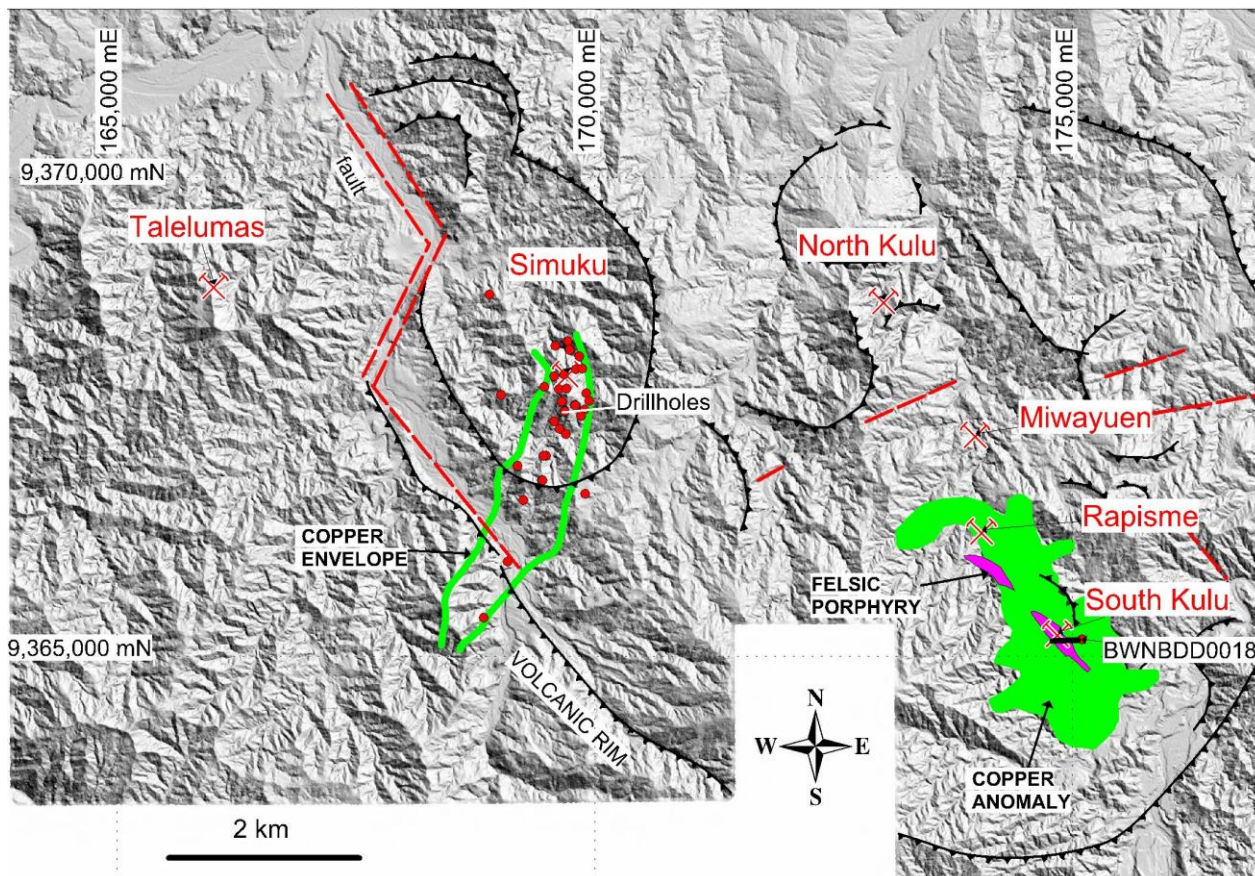 165,000 mE
170,000 mE
175,000 mE
9,370,000 mN
fault
Talelumas
Simuku
North Kulu
Drillholes
Miwayuen
COPPER
ENVELOPE
Rapisme
FELSIC
PORPHYRY
South Kulu
9,365,000 mN
BWNBDD0018
VOLCANIC RIM
N
W
E
S
COPPER
ANOMALY
2 km